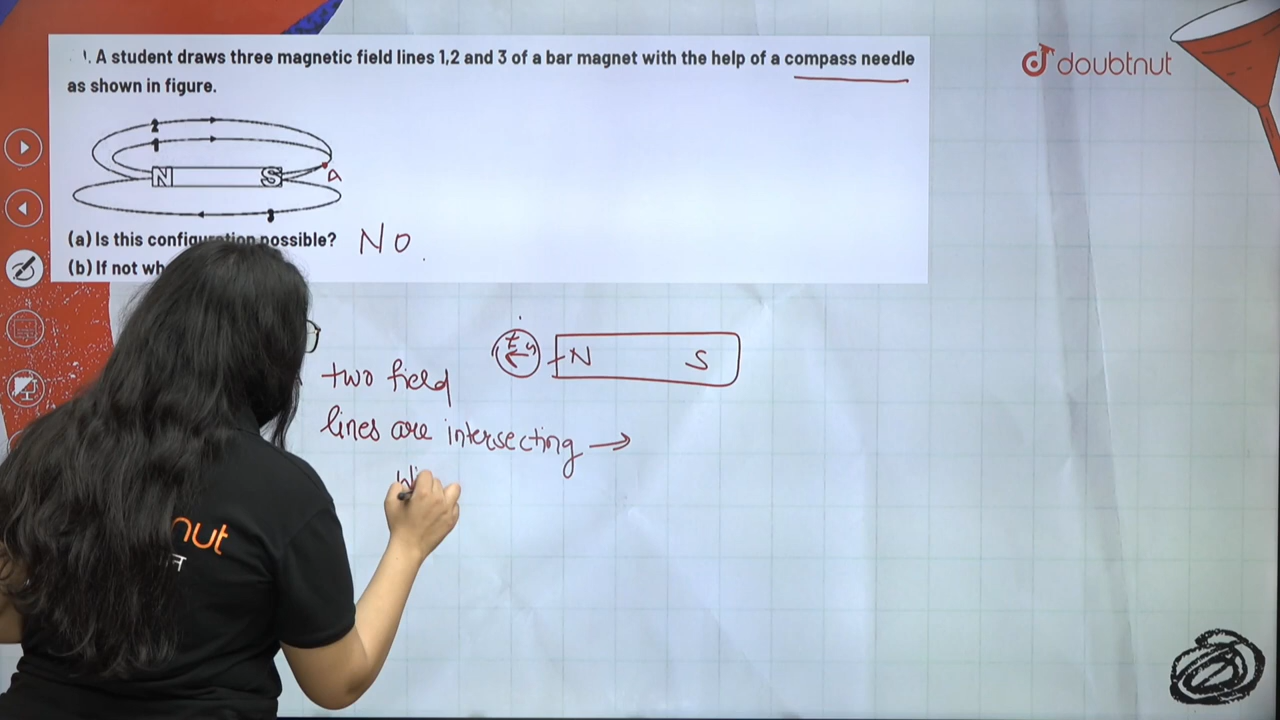 1. A student draws three magnetic field lines 1,2 and 3 of a bar magnet with the help of a compass needle
as shown in figure.
doubtnut
2
1
N S
a
3
(a) Is this configuration possible? No.
(b) If not
N S
two field
lines are intersecting →
nut